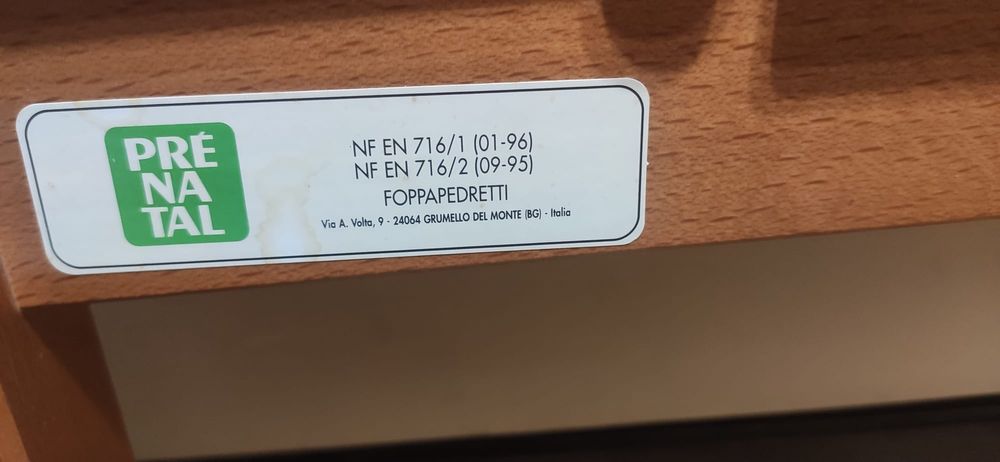 PRÉ
NA
TAL
NF EN 716/1 (01-96)
NF EN 716/2 (09-95)
FOPPAPEDRETTI
Via A. Volta, 9 - 24064 GRUMELLO DEL MONTE (BG) - Italia